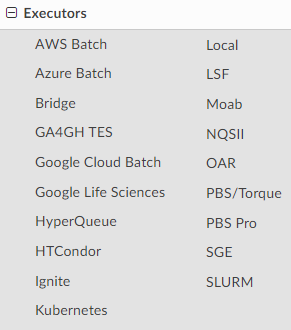 Executors
AWS Batch
Azure Batch
Bridge
GA4GH TES
Google Cloud Batch
Google Life Sciences
HyperQueue
HTCondor
Ignite
Kubernetes
Local
LSF
Moab
NQSII
OAR
PBS/Torque
PBS Pro
SGE
SLURM